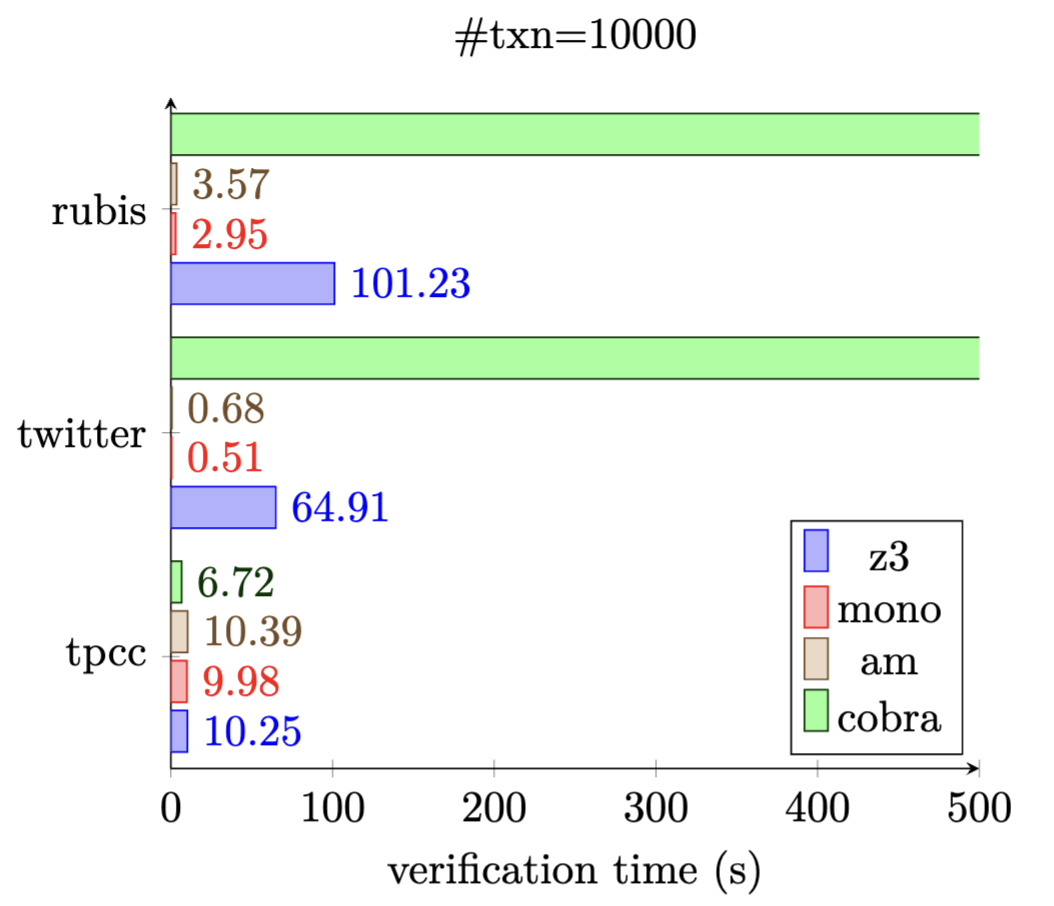 #txn=10000
rubis
3.57
2.95
101.23
twitter
0.68
0.51
64.91
tpcc
6.72
10.39
9.98
10.25
z3
mono
am
cobra
0 100 200 300 400 500
verification time (s)